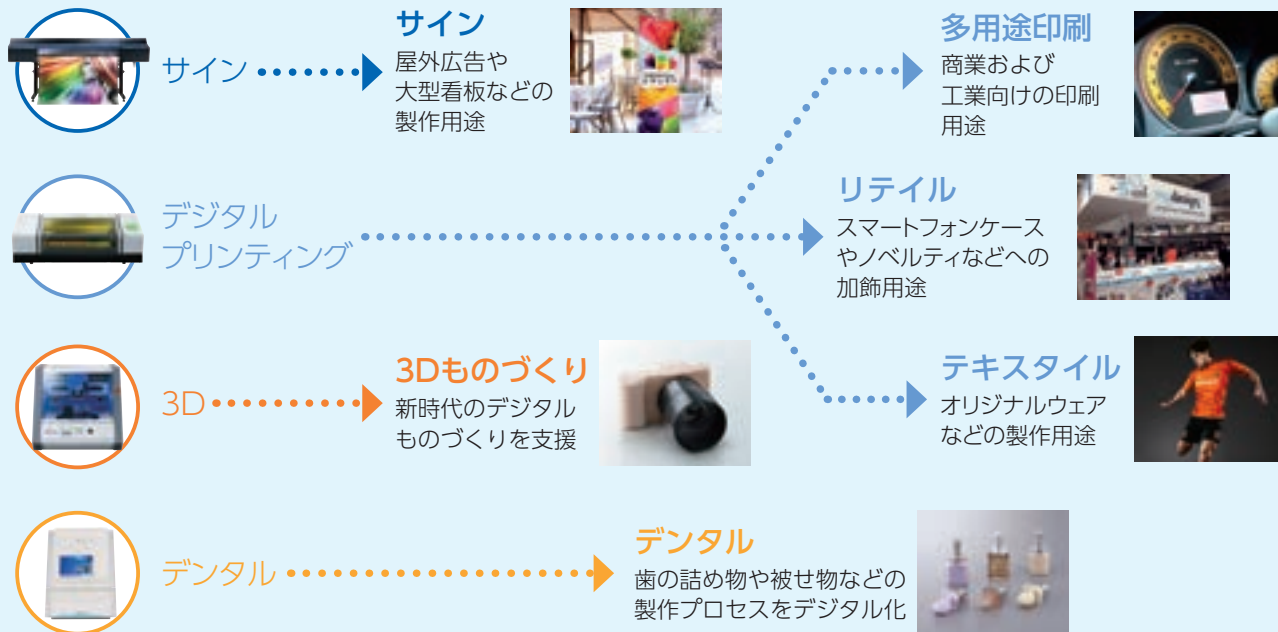 サイン
サイン
屋外広告や
大型看板などの
製作用途
デジタル
プリンティング
多用途印刷
商業および
工業向けの印刷
用途
リテイル
スマートフォンケース
やノベルティなどへの
加飾用途
テキスタイル
オリジナルウェア
などの製作用途
3D
3Dものづくり
新時代のデジタル
ものづくりを支援
デンタル
デンタル
歯の詰め物や被せ物などの
製作プロセスをデジタル化